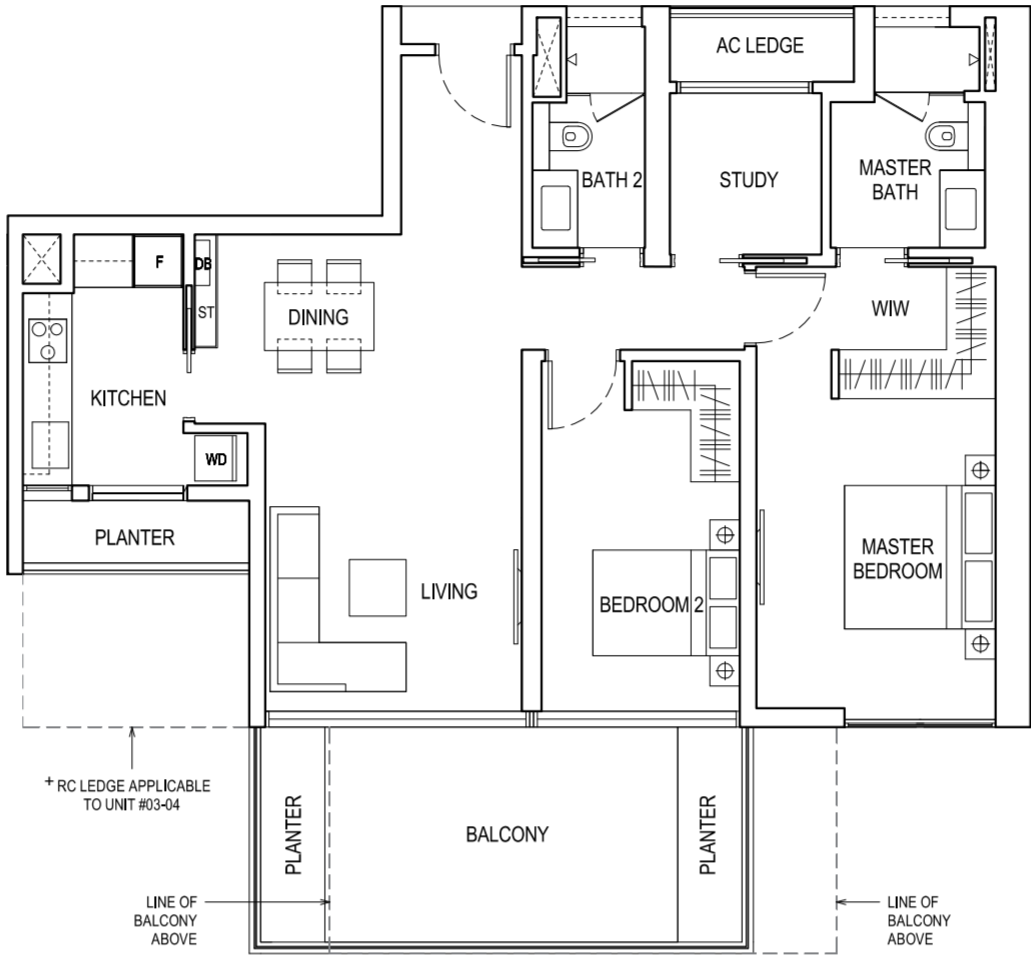 AC LEDGE
BATH 2
STUDY
MASTER
BATH
F
DB
ST
DINING
WIW
KITCHEN
WD
PLANTER
LIVING
BEDROOM 2
MASTER
BEDROOM
+ RC LEDGE APPLICABLE
TO UNIT #03-04
PLANTER
BALCONY
PLANTER
LINE OF
BALCONY
ABOVE
LINE OF
BALCONY
ABOVE